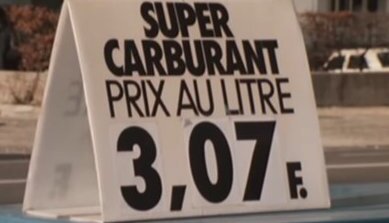 SUPER
CARBURANT
PRIX AU LITRE
3,07 F.